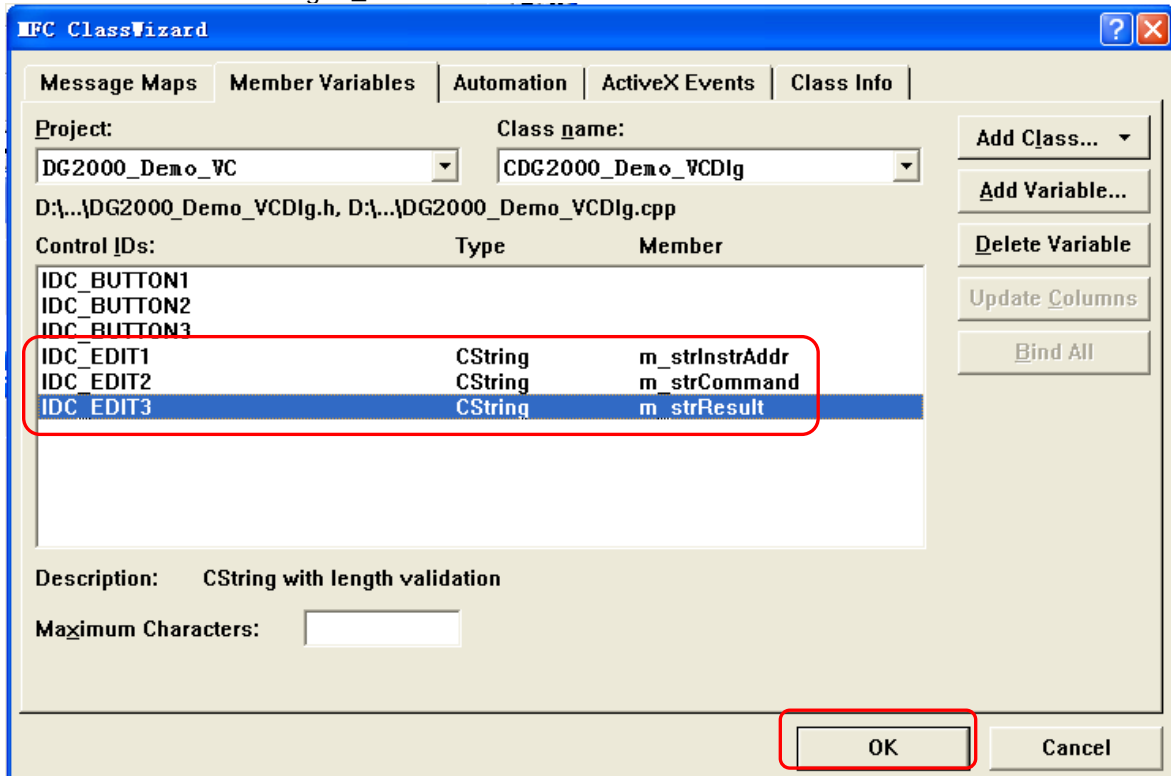 MFC ClassWizard
Message Maps Member Variables Automation ActiveX Events Class Info
Project: Class name:
DG2000_Demo_VC CDG2000_Demo_VCDlg
Add Class...
Add Variable...
D:\...\DG2000_Demo_VCDlg.h, D:\...\DG2000_Demo_VCDlg.cpp
Control IDs: Type Member
Delete Variable
IDC_BUTTON1
IDC_BUTTON2
Update Columns
IDC_BUTTON3
IDC_EDIT1 CString m_strInstrAddr
Bind All
IDC_EDIT2 CString m_strCommand
IDC_EDIT3 CString m_strResult
Description: CString with length validation
Maximum Characters:
OK Cancel